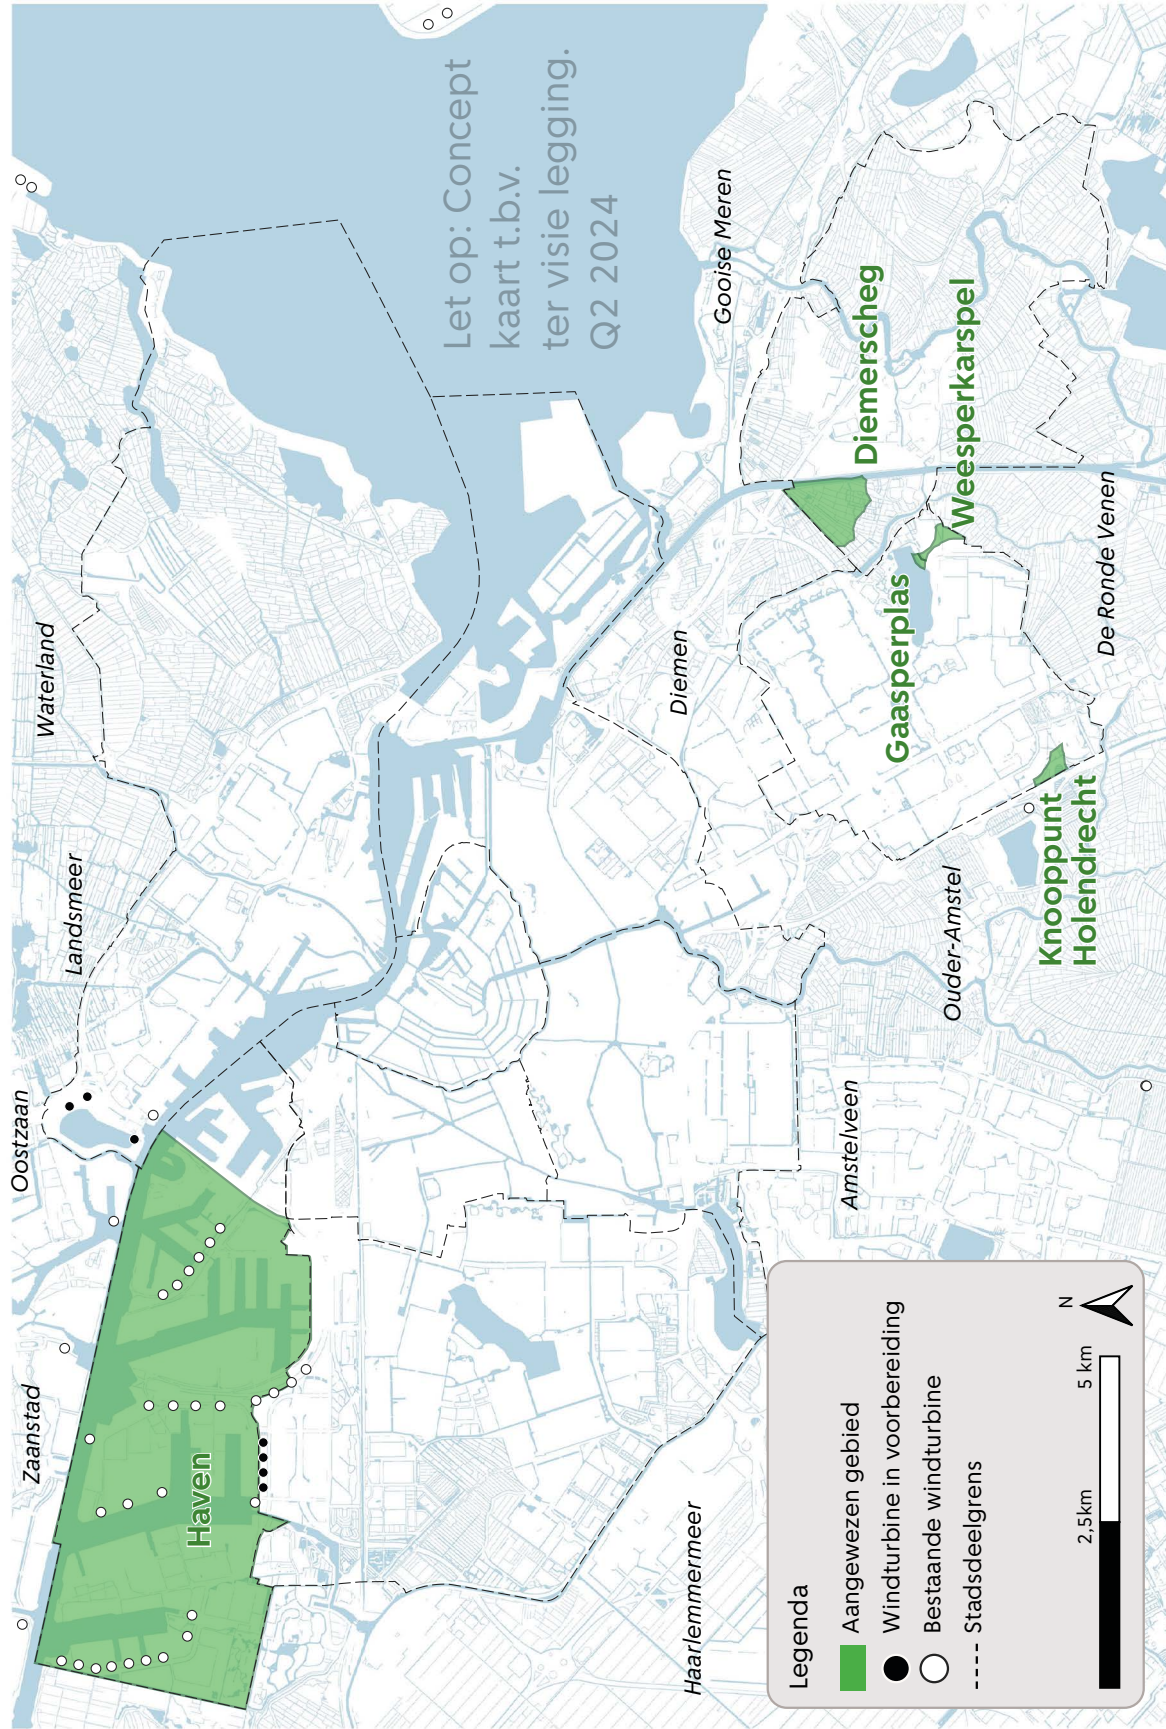 Let op: Concept
kaart t.b.v.
ter visie legging.
Q2 2024
Zaanstad
Oostzaan
Landsmeer
Waterland
Haven
Haarlemmermeer
Amstelveen
Ouder-Amstel
Diemen
Gooise Meren
De Ronde Venen
Diemerscheg
Weesperkarspel
Gaasperplas
Knooppunt
Holendrecht
Legenda
Aangewezen gebied
Windturbine in voorbereiding
Bestaande windturbine
Stadsdeelgrens
2,5km
5 km
N